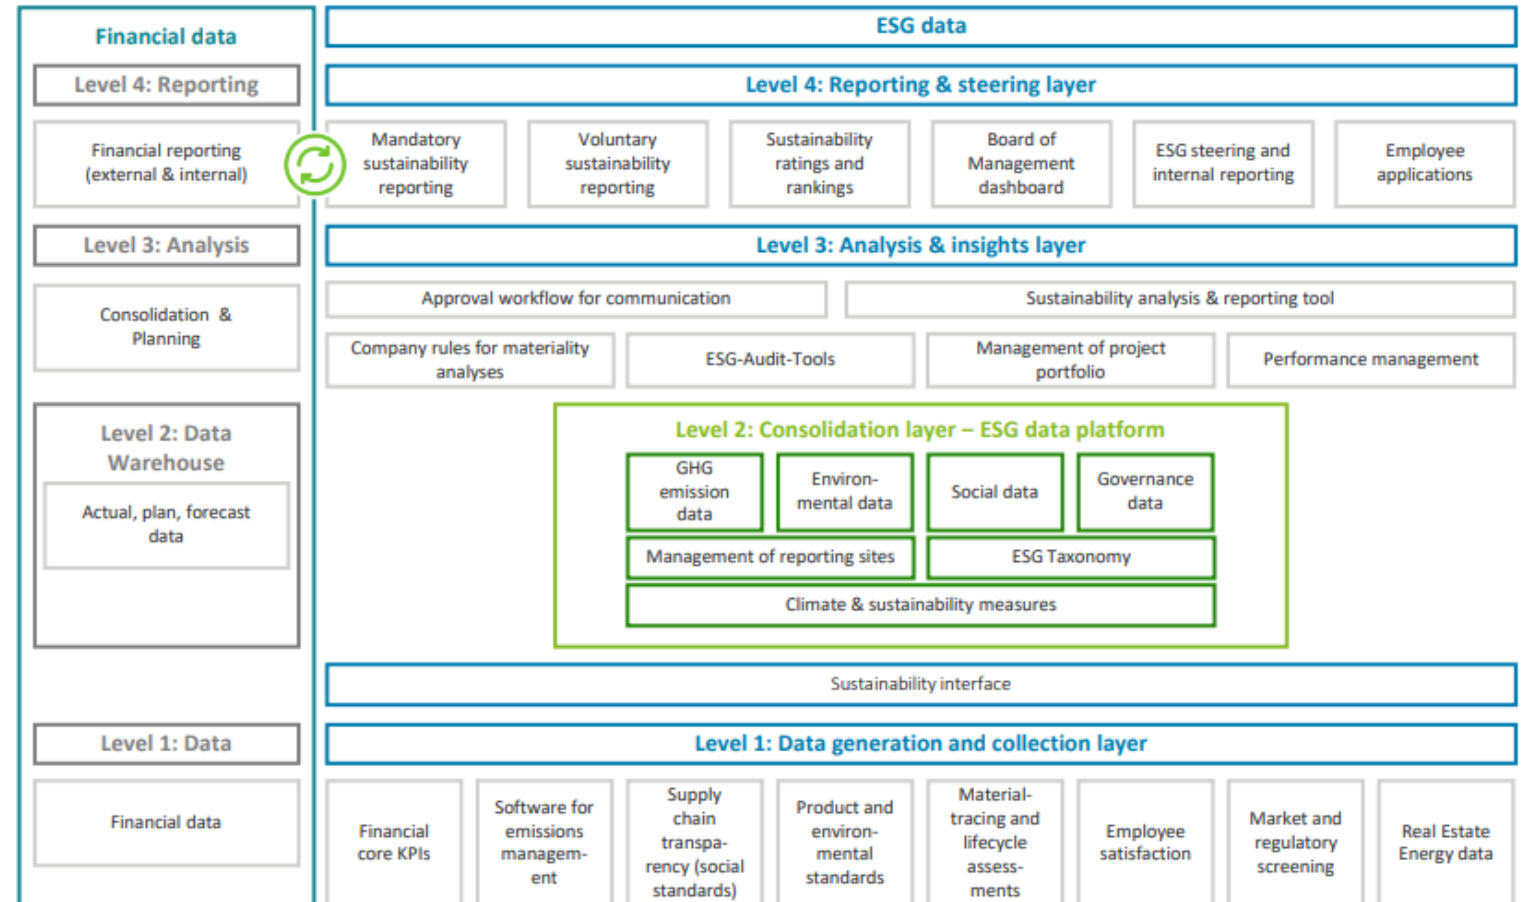 Financial data
ESG data
Level 4: Reporting
Level 4: Reporting & steering layer
Financial reporting
(external & internal)
Mandatory
sustainability
reporting
Voluntary
sustainability
reporting
Sustainability
ratings and
rankings
Board of
Management
dashboard
ESG steering and
internal reporting
Employee
applications
Level 3: Analysis
Level 3: Analysis & insights layer
Consolidation &
Planning
Approval workflow for communication
Sustainability analysis & reporting tool
Company rules for materiality
analyses
ESG-Audit-Tools
Management of project
portfolio
Performance management
Level 2: Data
Warehouse
Actual, plan, forecast
data
Level 2: Consolidation layer – ESG data platform
GHG
emission
data
Environ-
mental data
Social data
Governance
data
Management of reporting sites
ESG Taxonomy
Climate & sustainability measures
Sustainability interface
Level 1: Data
Level 1: Data generation and collection layer
Financial data
Financial
core KPIs
Software for
emissions
managem-
ent
Supply
chain
transpa-
rency (social
standards)
Product and
environ-
mental
standards
Material-
tracing and
lifecycle
assess-
ments
Employee
satisfaction
Market and
regulatory
screening
Real Estate
Energy data